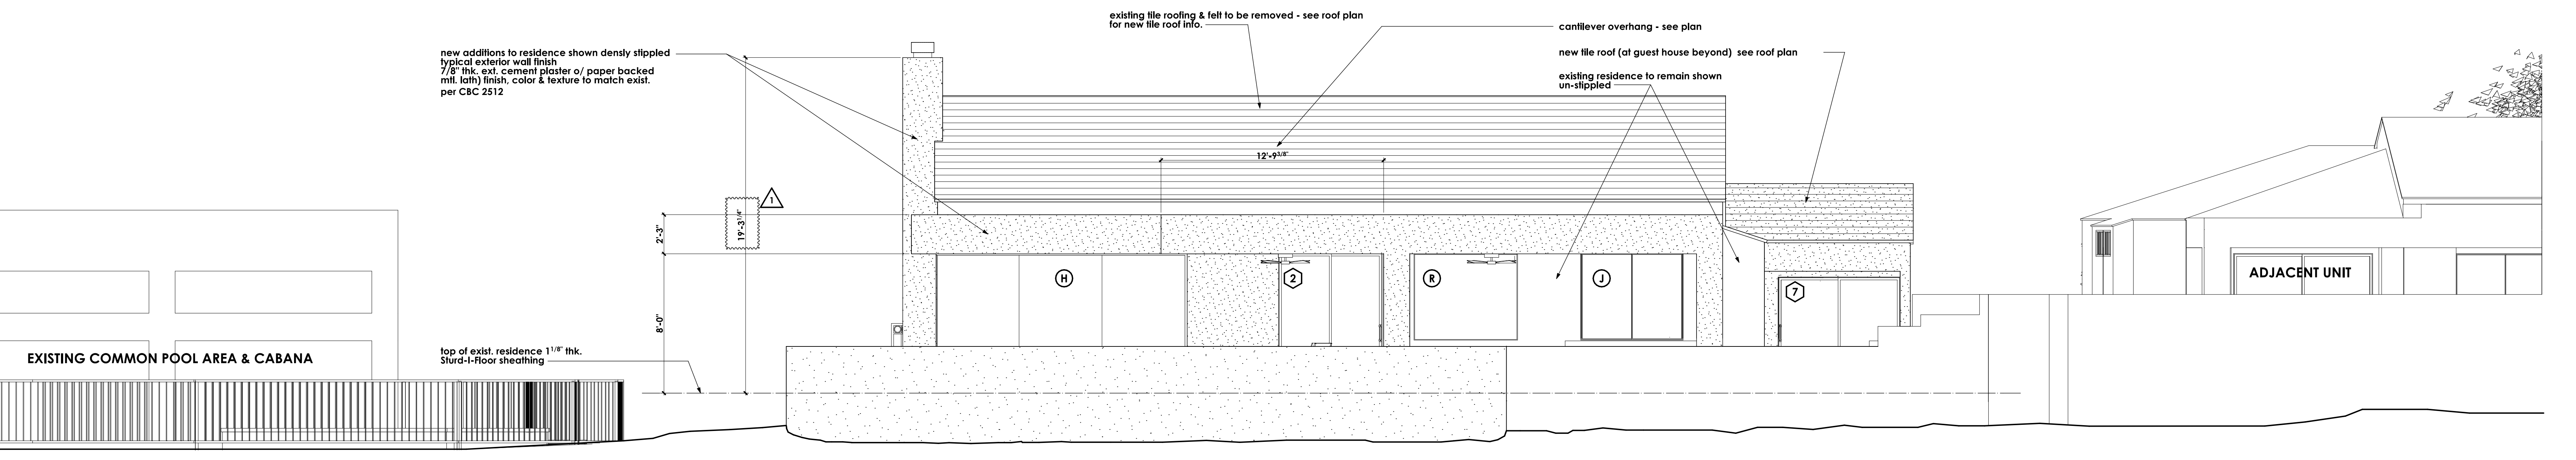 existing tile roofing & felt to be removed - see roof plan
for new tile roof info.
cantilever overhang - see plan
new additions to residence shown densly stippled
typical exterior wall finish
7/8" thk. ext. cement plaster o/ paper backed
mtl. lath) finish, color & texture to match exist.
per CBC 2512
new tile roof (at guest house beyond) see roof plan
existing residence to remain shown
un-stippled
12'-9 3/8"
1
19'-3 1/4"
2'-3"
8'-0"
H
2
R
J
7
ADJACENT UNIT
EXISTING COMMON POOL AREA & CABANA
top of exist. residence 1 1/8" thk.
Sturd-I-Floor sheathing